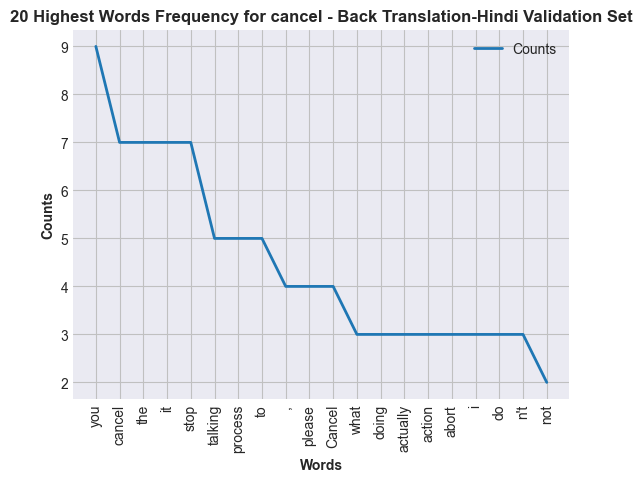 20 Highest Words Frequency for cancel - Back Translation-Hindi Validation Set
Counts
Counts
9
8
7
6
5
4
3
2
you
cancel
the
it
stop
talking
process
to
,
please
Cancel
what
doing
actually
action
abort
i
do
n't
not
Words